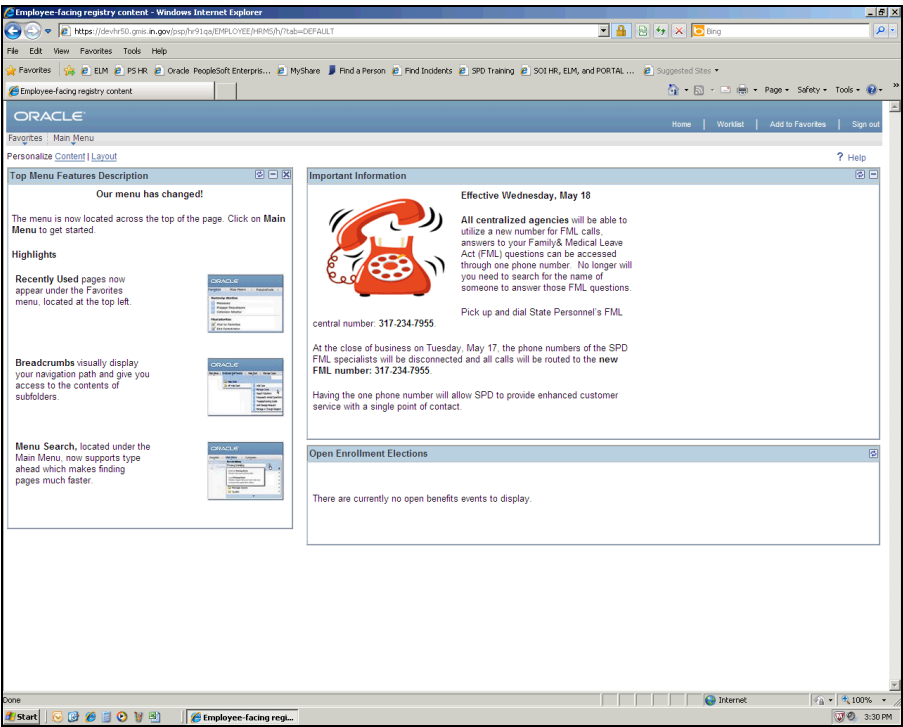 Employee-facing registry content - Windows Internet Explorer
https://devhr50.gmis.in.gov/psp/hr91qa/EMPLOYEE/HRMS/h/?tab=DEFAULT
Bing
File Edit View Favorites Tools Help
Favorites ELM PS HR Oracle PeopleSoft Enterpris... MyShare Find a Person Find Incidents SPD Training SOI HR, ELM, and PORTAL ... Suggested Sites
Employee-facing registry content
Page Safety Tools
ORACLE
Home | Worklist | Add to Favorites | Sign out
Favorites Main Menu
Personalize Content | Layout
? Help
Top Menu Features Description
Our menu has changed!
The menu is now located across the top of the page. Click on Main
Menu to get started.
Highlights
Recently Used pages now
appear under the Favorites
menu, located at the top left.
ORACLE
Breadcrumbs visually display
your navigation path and give you
access to the contents of
subfolders.
ORACLE
Menu Search, located under the
Main Menu, now supports type
ahead which makes finding
pages much faster.
ORACLE
Important Information
Effective Wednesday, May 18
All centralized agencies will be able to
utilize a new number for FML calls,
answers to your Family& Medical Leave
Act (FML) questions can be accessed
through one phone number. No longer will
you need to search for the name of
someone to answer those FML questions.
Pick up and dial State Personnel's FML
central number: 317-234-7955.
At the close of business on Tuesday, May 17, the phone numbers of the SPD
FML specialists will be disconnected and all calls will be routed to the new
FML number: 317-234-7955.
Having the one phone number will allow SPD to provide enhanced customer
service with a single point of contact.
Open Enrollment Elections
There are currently no open benefits events to display.
Done
Internet
100%
Start
Employee-facing regi...
3:30 PM